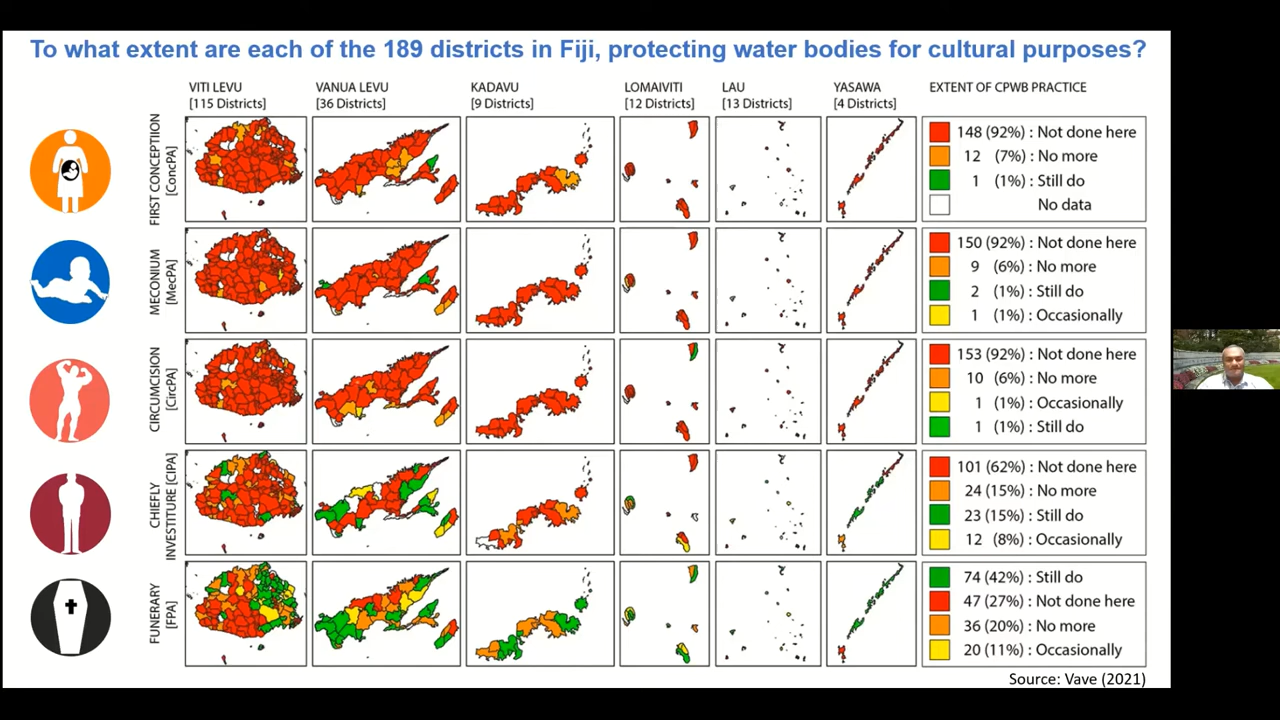 To what extent are each of the 189 districts in Fiji, protecting water bodies for cultural purposes?
VITI LEVU
[115 Districts]
VANUA LEVU
[36 Districts]
KADAVU
[9 Districts]
LOMAIVITI
[12 Districts]
LAU
[13 Districts]
YASAWA
[4 Districts]
EXTENT OF CPWB PRACTICE
FIRST CONCEPTION
[ConcPA]
148 (92%) : Not done here
12 (7%) : No more
1 (1%) : Still do
No data
MECONIUM
[MecPA]
150 (92%) : Not done here
9 (6%) : No more
2 (1%) : Still do
1 (1%) : Occasionally
CIRCUMCISION
[CircPA]
153 (92%) : Not done here
10 (6%) : No more
1 (1%) : Occasionally
1 (1%) : Still do
CHIEFLY
INVESTITURE [CIPA]
101 (62%) : Not done here
24 (15%) : No more
23 (15%) : Still do
12 (8%) : Occasionally
FUNERARY
[FPA]
74 (42%) : Still do
47 (27%) : Not done here
36 (20%) : No more
20 (11%) : Occasionally
Source: Vave (2021)